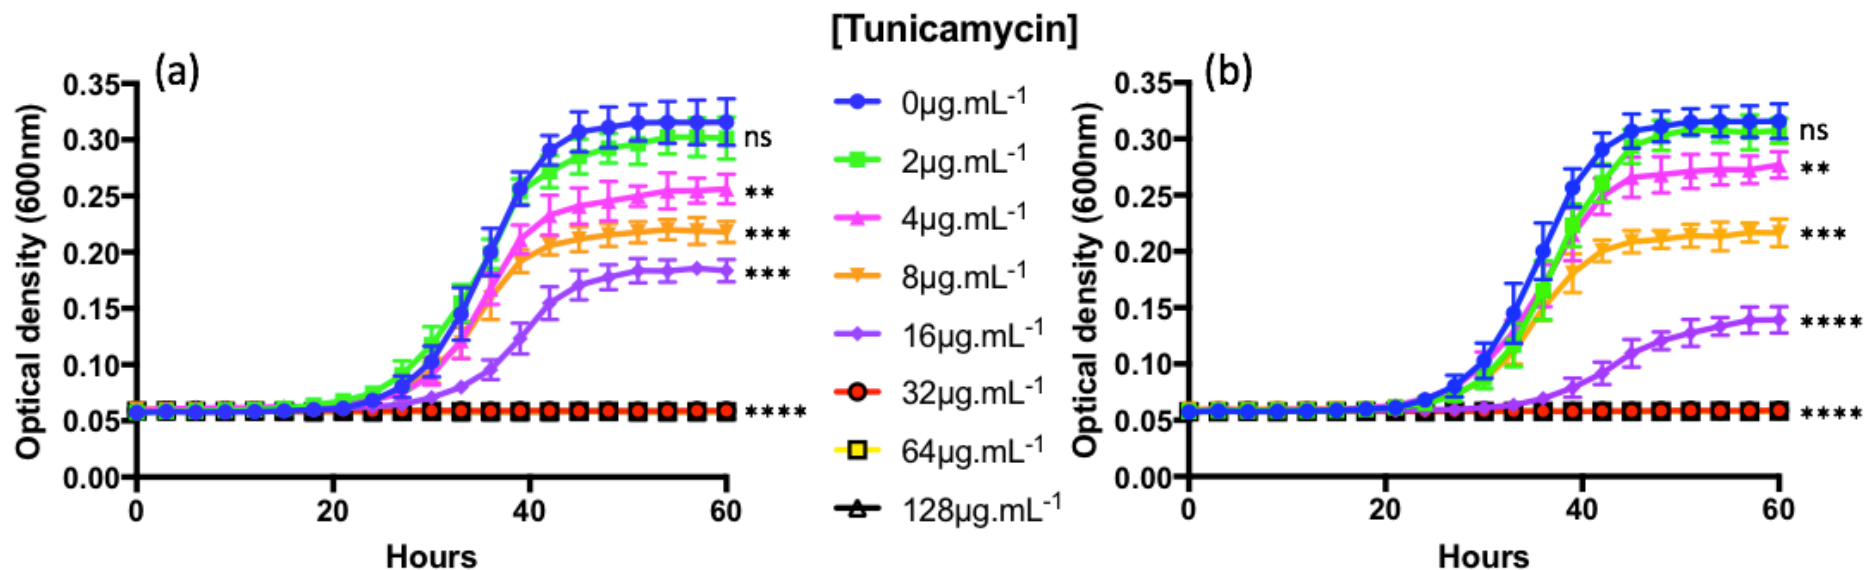 [Tunicamycin]
(a)
Optical density (600nm)
0.35
0.30
0.25
0.20
0.15
0.10
0.05
0.00
0
20
40
60
Hours
ns
**
***
***
****
0µg.mL-1
2µg.mL-1
4µg.mL-1
8µg.mL-1
16µg.mL-1
32µg.mL-1
64µg.mL-1
128µg.mL-1
(b)
Optical density (600nm)
0.35
0.30
0.25
0.20
0.15
0.10
0.05
0.00
0
20
40
60
Hours
ns
**
***
****
****